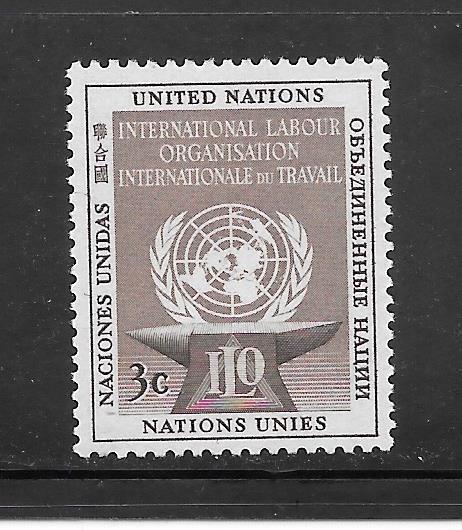 UNITED NATIONS
INTERNATIONAL LABOUR
ORGANISATION
INTERNATIONALE DU TRAVAIL
聯合國
NACIONES UNIDAS
ОБЪЕДИНЕННЫЕ НАЦИИ
3c
ILO
NATIONS UNIES